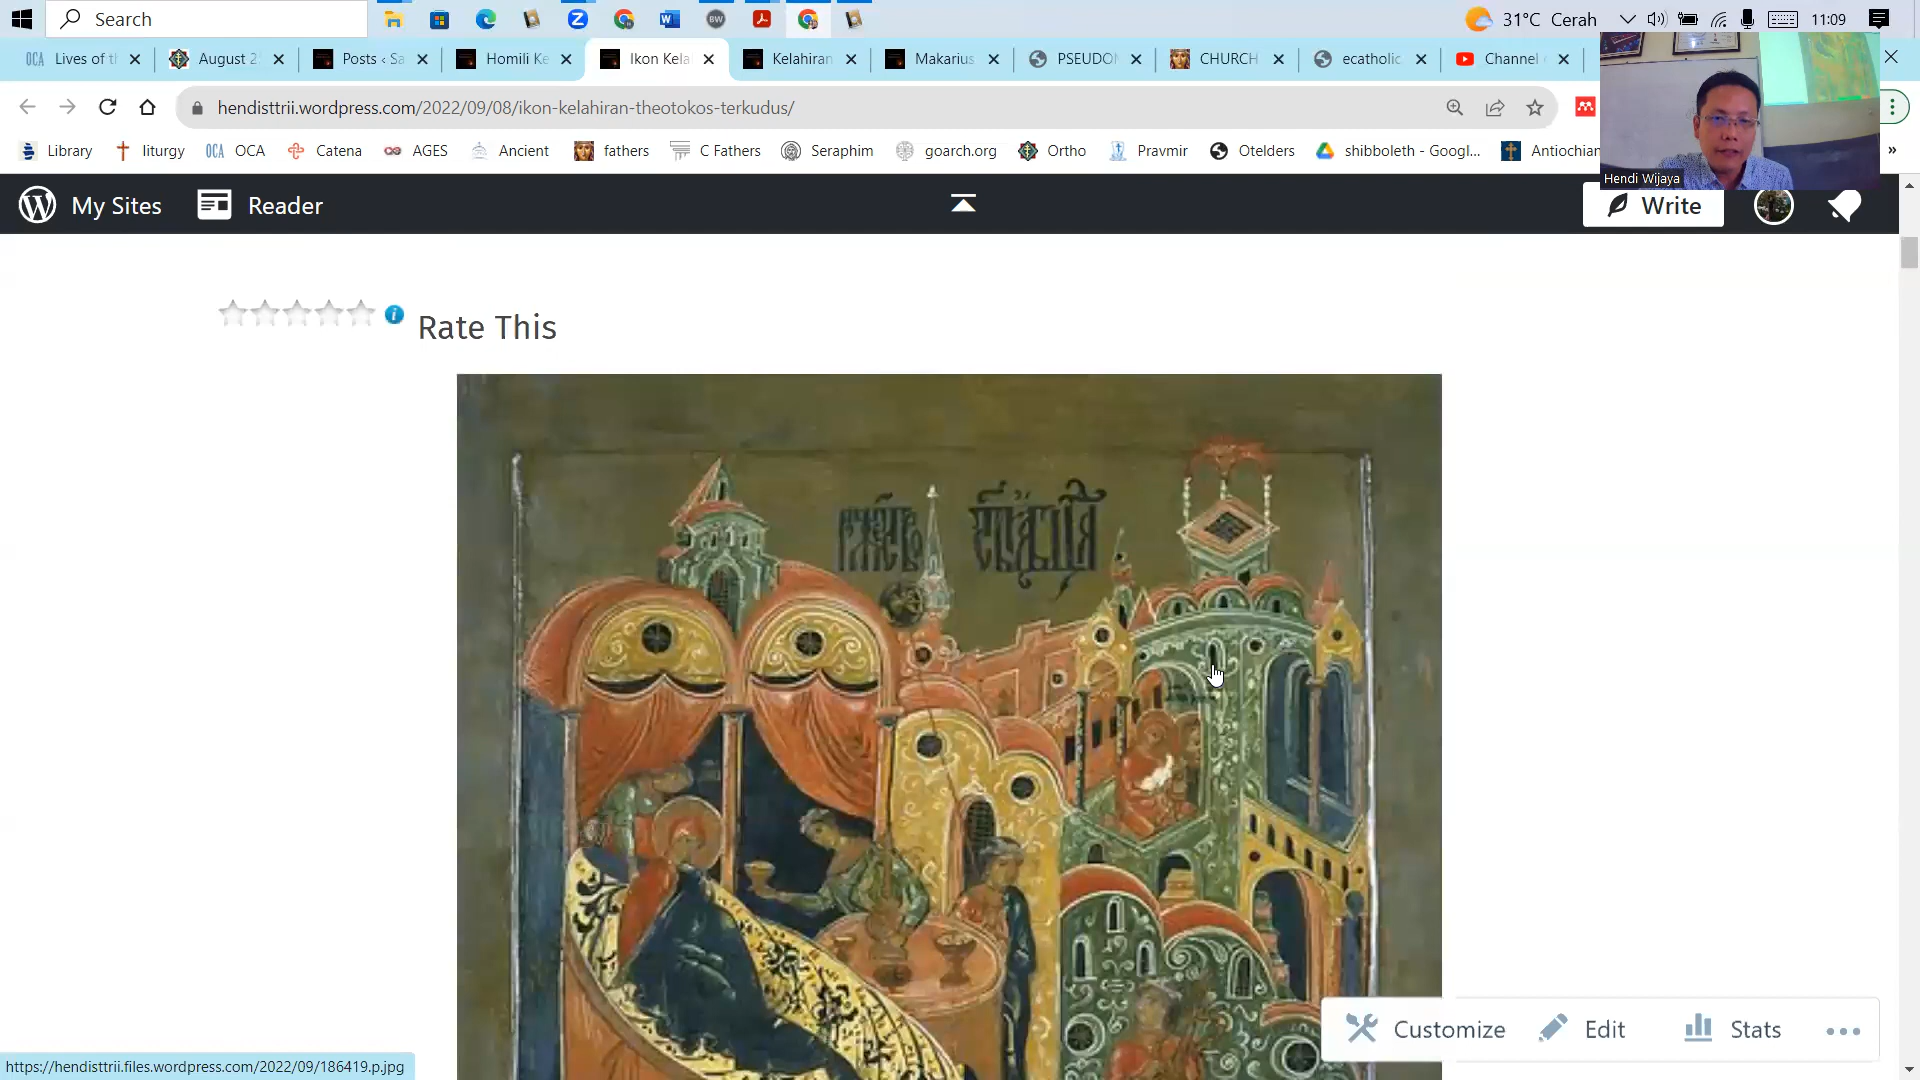 Search
31°C Cerah
11:09
Lives of t
August 2
Posts ‹ Sa
Homili Ke
Ikon Kela
Kelahiran
Makarius
PSEUDO
CHURCH
ecatholic
Channel
hendisttrii.wordpress.com/2022/09/08/ikon-kelahiran-theotokos-terkudus/
Library
liturgy
OCA
Catena
AGES
Ancient
fathers
C Fathers
Seraphim
goarch.org
Ortho
Pravmir
Otelders
shibboleth - Googl...
Antiochian
»
Hendi Wijaya
My Sites
Reader
Write
Rate This
Customize
Edit
Stats
https://hendisttrii.files.wordpress.com/2022/09/186419.p.jpg